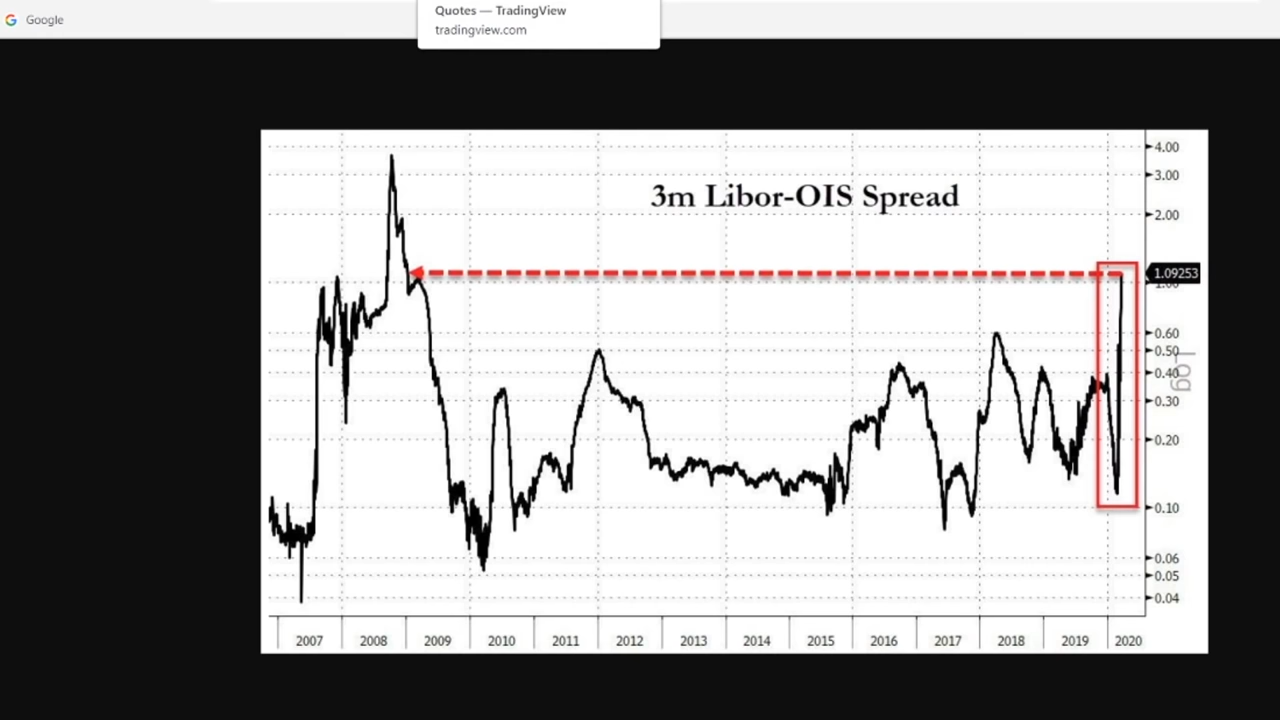 Quotes — TradingView
Google
tradingview.com
3m Libor-OIS Spread
4.00
3.00
2.00
1.09253
1.00
0.60
0.50
0.40
0.30
0.20
0.10
0.06
0.05
0.04
Log
2007 2008 2009 2010 2011 2012 2013 2014 2015 2016 2017 2018 2019 2020